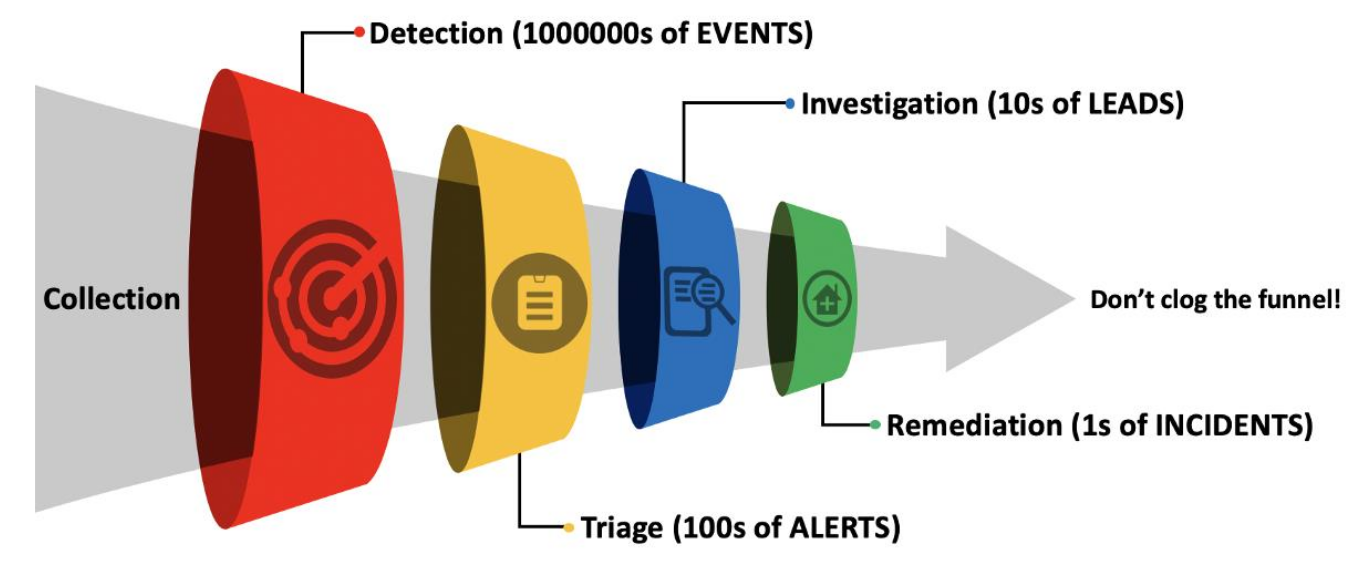 Detection (1000000s of EVENTS)
Investigation (10s of LEADS)
Collection
Don't clog the funnel!
Remediation (1s of INCIDENTS)
Triage (100s of ALERTS)